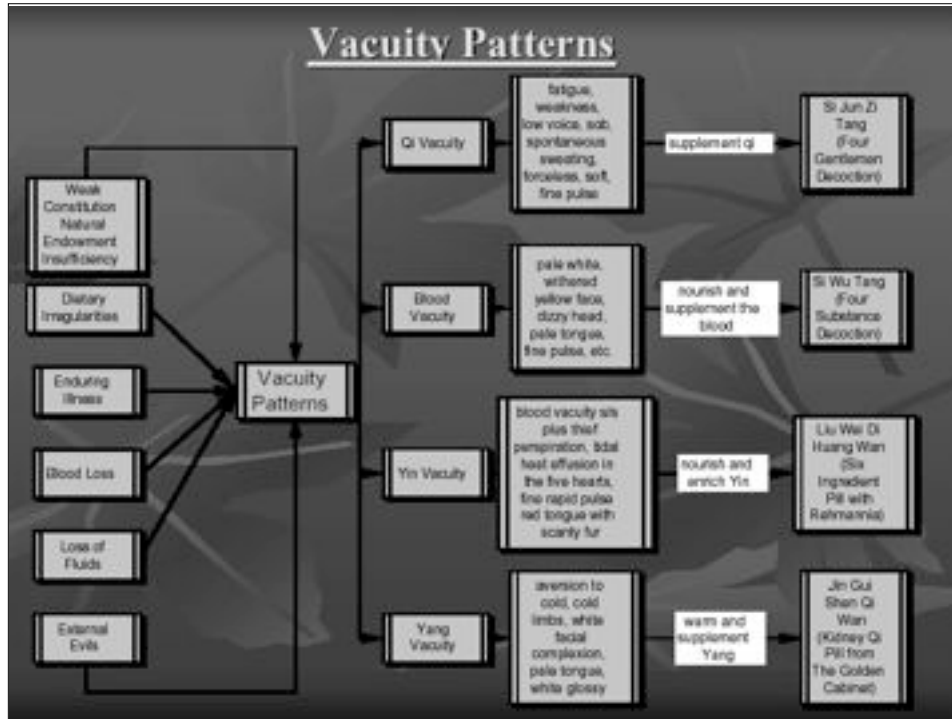 Vacuity Patterns
Weak
Constitution
Natural
Endowment
Insufficiency
Dietary
Irregularities
Enduring
Illness
Blood Loss
Loss of
Fluids
External
Evils
Vacuity
Patterns
Qi Vacuity
fatigue,
weakness,
low voice, sob,
spontaneous
sweating,
forceless, soft,
fine pulse
supplement qi
Si Jun Zi
Tang
(Four
Gentlemen
Decoction)
Blood
Vacuity
pale white,
withered
yellow face,
dizzy head,
pale tongue,
fine pulse, etc.
nourish and
supplement the
blood
Si Wu Tang
(Four
Substance
Decoction)
Yin Vacuity
blood vacuity s/s
plus thief
perspiration, tidal
heat effusion in
the five hearts,
fine rapid pulse
red tongue with
scanty fur
nourish and
enrich Yin
Liu Wei Di
Huang Wan
(Six
Ingredient
Pill with
Rehmannia)
Yang
Vacuity
aversion to
cold, cold
limbs, white
facial
complexion,
pale tongue,
white glossy
warm and
supplement
Yang
Jin Gui
Shen Qi
Wan
(Kidney Qi
Pill from
The Golden
Cabinet)